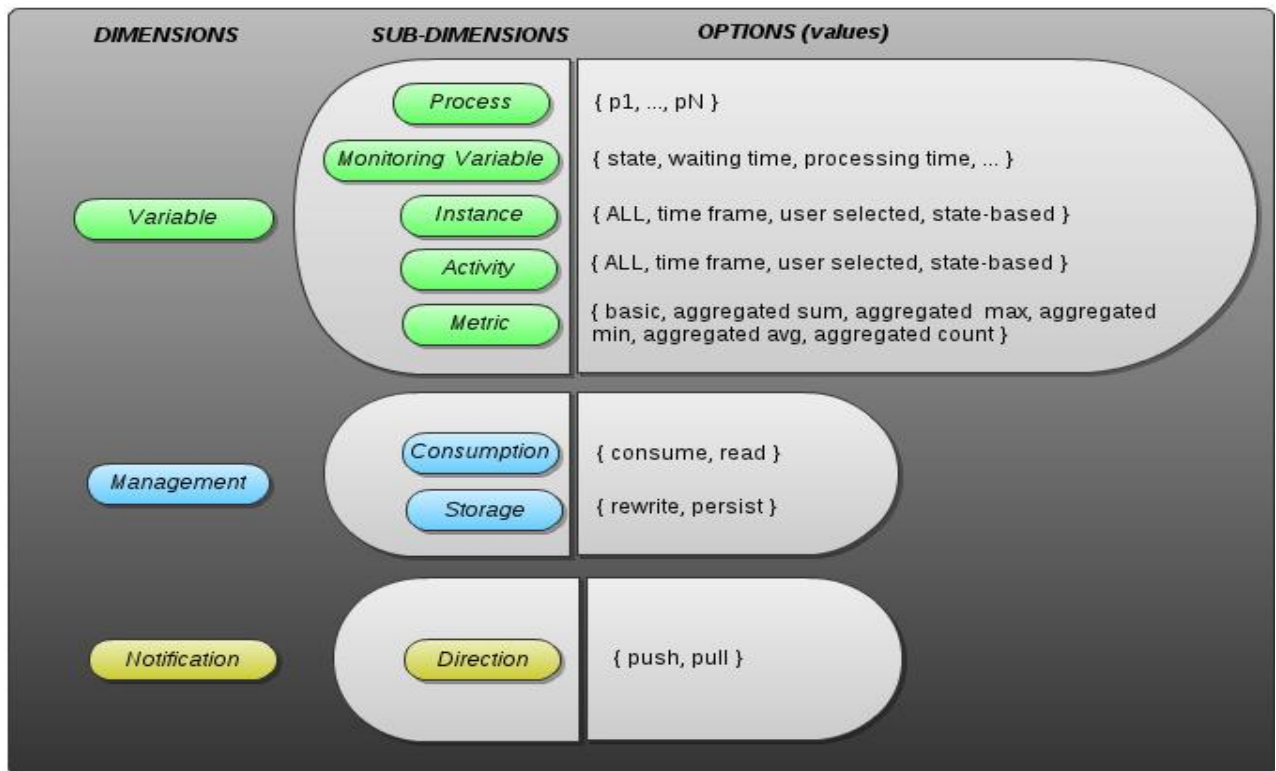 DIMENSIONS SUB-DIMENSIONS OPTIONS (values)
Process { p1, ..., pN }
Monitoring Variable { state, waiting time, processing time, ... }
Variable Instance { ALL, time frame, user selected, state-based }
Activity { ALL, time frame, user selected, state-based }
Metric { basic, aggregated sum, aggregated max, aggregated
min, aggregated avg, aggregated count }
Consumption { consume, read }
Management
Storage { rewrite, persist }
Notification Direction { push, pull }